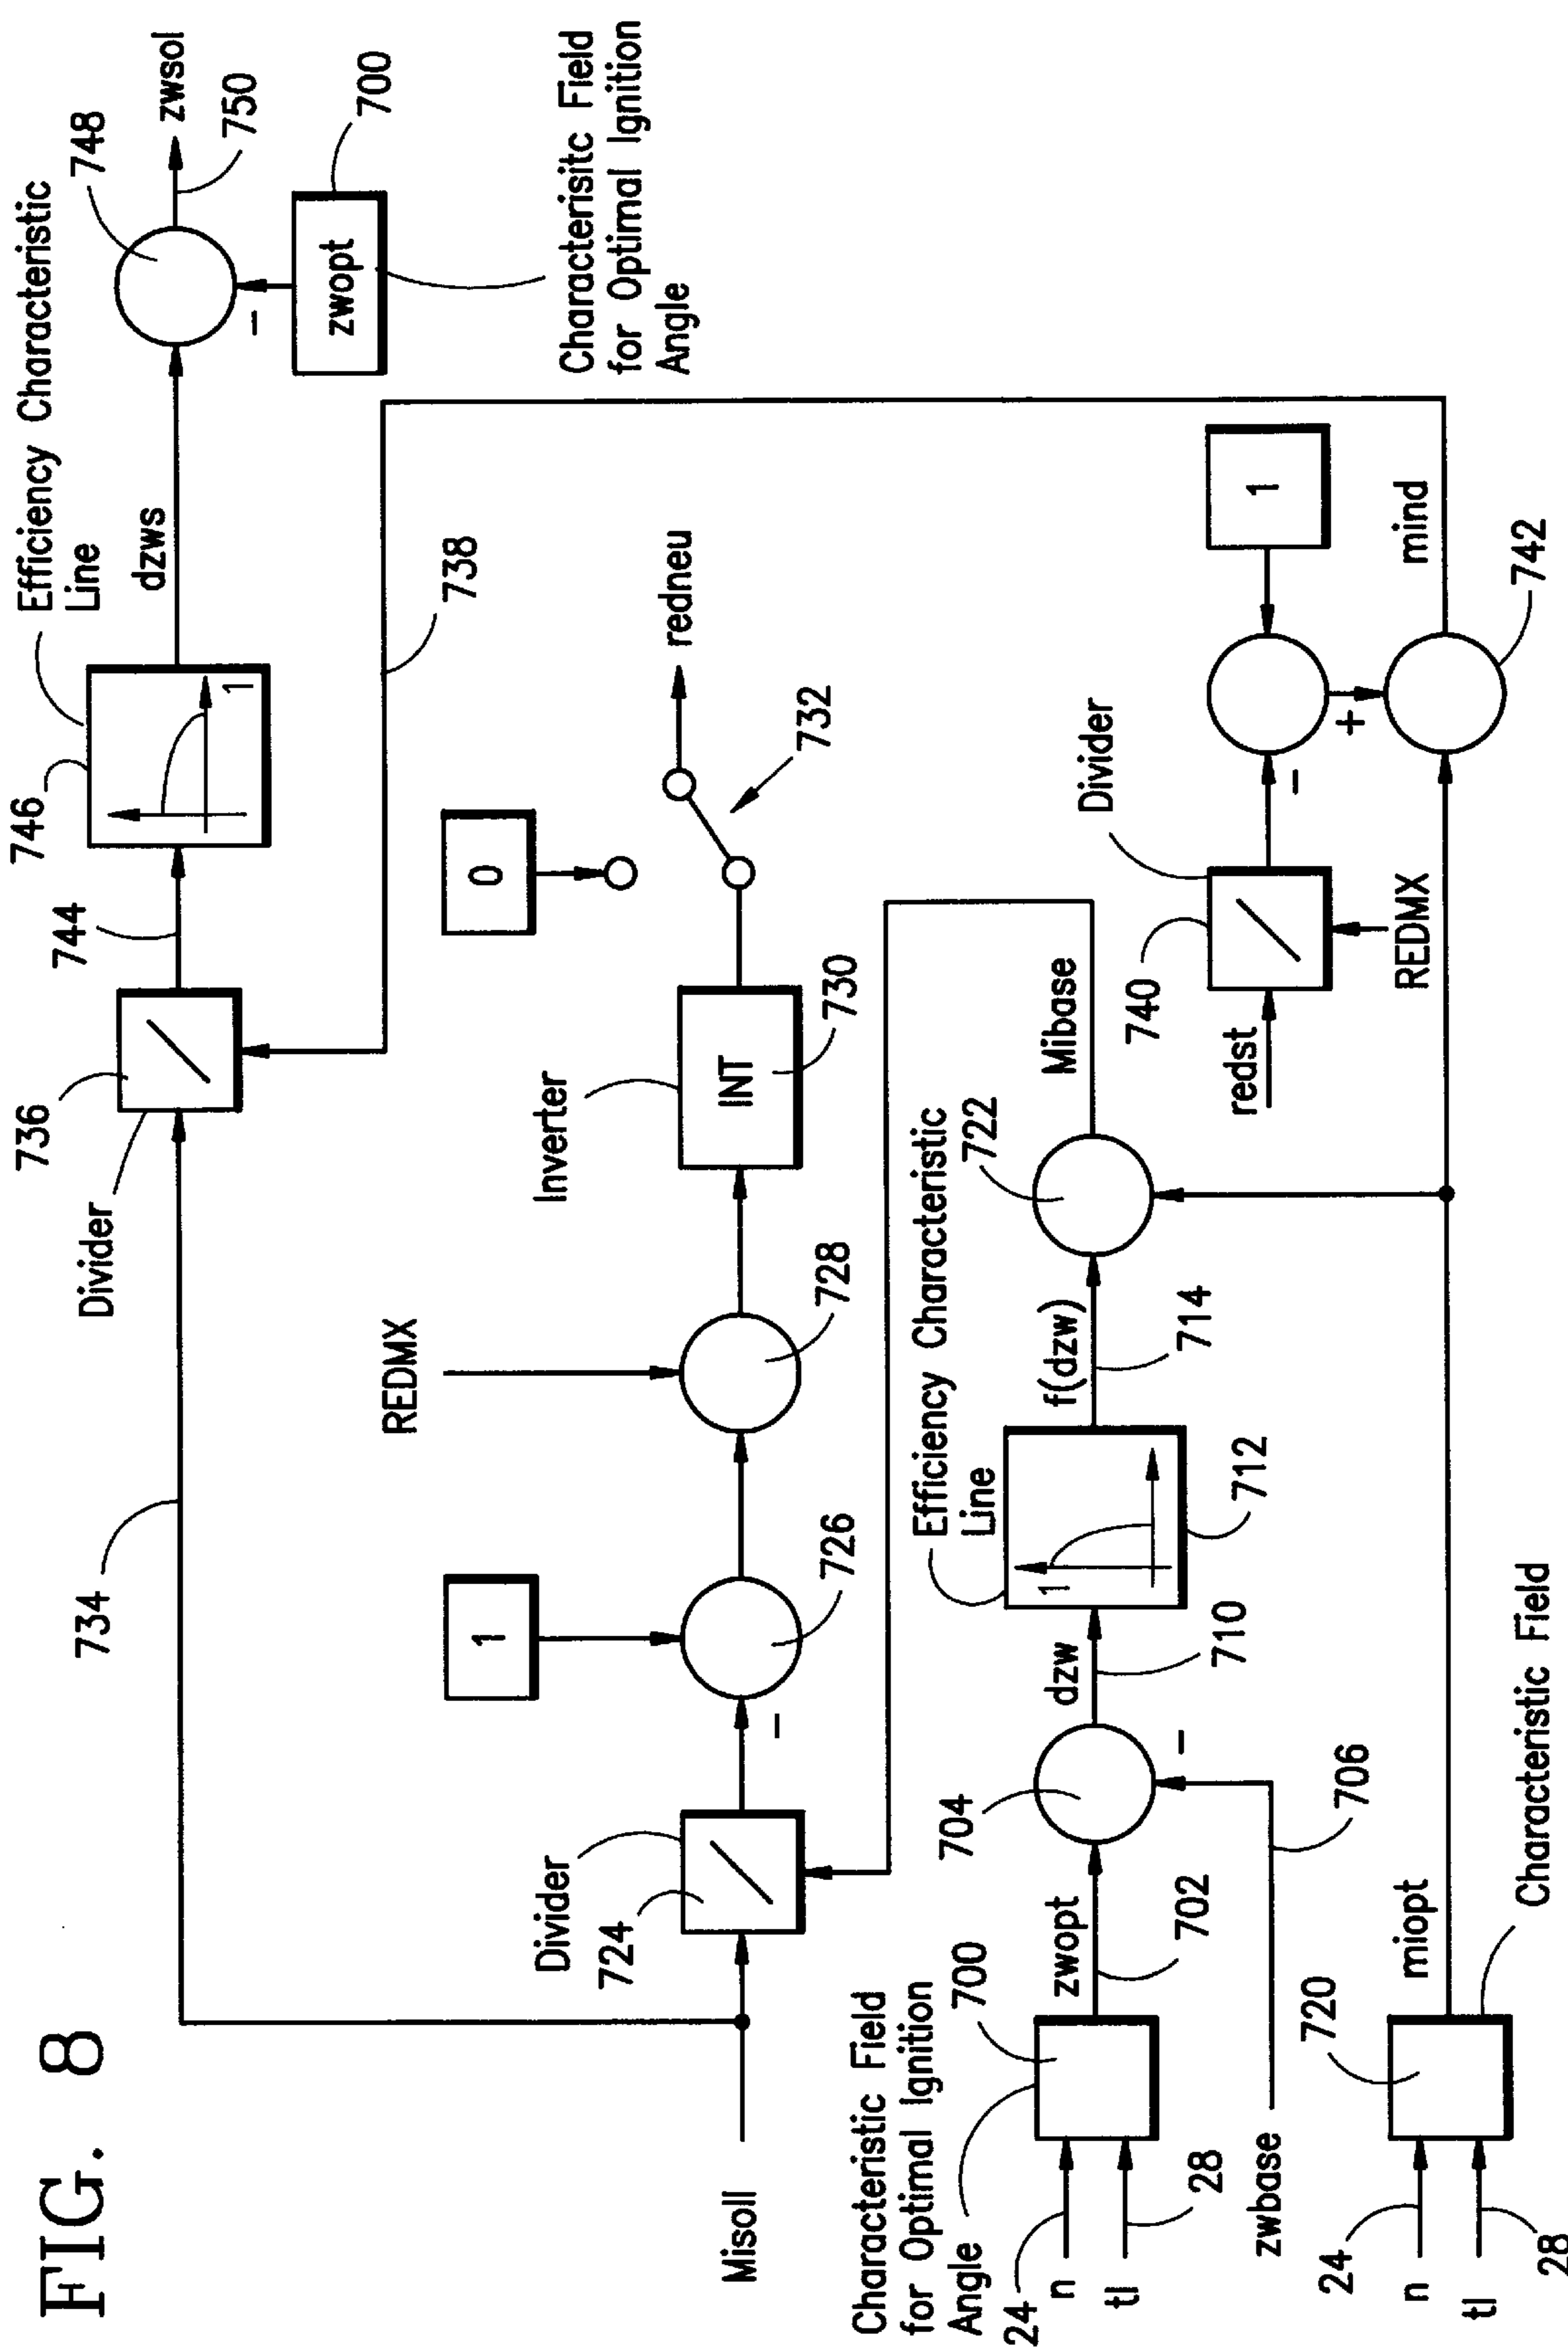 FIG. 8
734
Divider
736
744
746
Efficiency Characteristic
Line
dzws
748
zwsol
750
–
zwopt
700
Characterisitc Field
for Optimal Ignition
Angle
738
Misoll
Divider
724
–
1
726
REDMX
728
Inverter
INT
730
0
732
redneu
Characteristic Field
for Optimal Ignition
Angle
700
24
n
tl
28
zwopt
702
704
–
zwbase
706
dzw
710
Efficiency Characteristic
Line
1
712
f(dzw)
714
722
Mibase
redst
740
Divider
REDMX
–
1
+
24
n
tl
28
720
miopt
Characteristic Field
mind
742
1